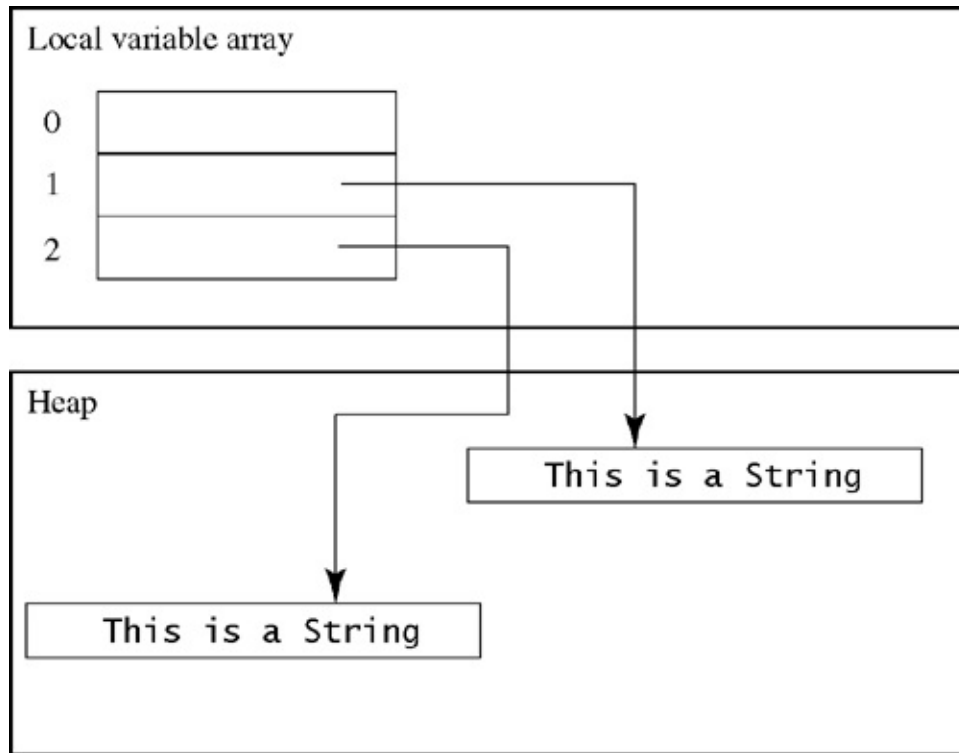 Local variable array
0
1
2
Heap
This is a String
This is a String